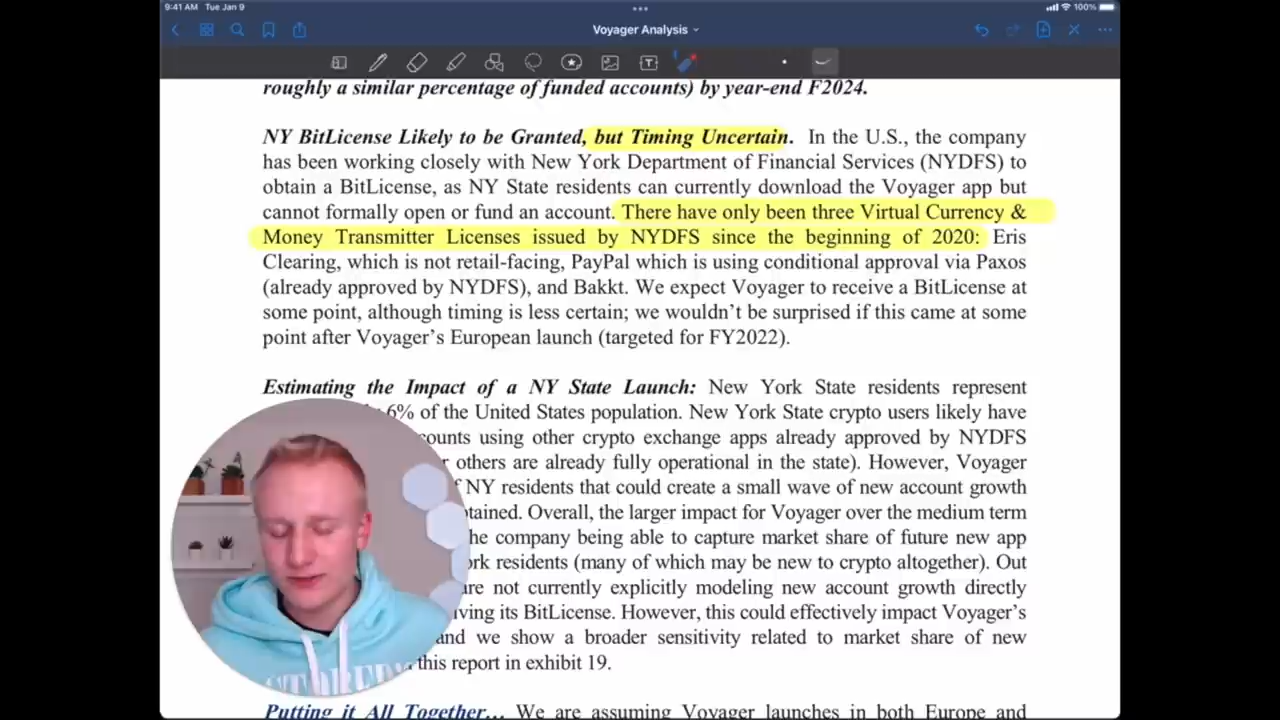 9:41 AM Tue Jan 9
100%
Voyager Analysis
roughly a similar percentage of funded accounts) by year-end F2024.
NY BitLicense Likely to be Granted, but Timing Uncertain. In the U.S., the company
has been working closely with New York Department of Financial Services (NYDFS) to
obtain a BitLicense, as NY State residents can currently download the Voyager app but
cannot formally open or fund an account. There have only been three Virtual Currency &
Money Transmitter Licenses issued by NYDFS since the beginning of 2020: Eris
Clearing, which is not retail-facing, PayPal which is using conditional approval via Paxos
(already approved by NYDFS), and Bakkt. We expect Voyager to receive a BitLicense at
some point, although timing is less certain; we wouldn't be surprised if this came at some
point after Voyager's European launch (targeted for FY2022).
Estimating the Impact of a NY State Launch: New York State residents represent
6% of the United States population. New York State crypto users likely have
counts using other crypto exchange apps already approved by NYDFS
others are already fully operational in the state). However, Voyager
f NY residents that could create a small wave of new account growth
tained. Overall, the larger impact for Voyager over the medium term
he company being able to capture market share of future new app
ork residents (many of which may be new to crypto altogether). Out
are not currently explicitly modeling new account growth directly
iving its BitLicense. However, this could effectively impact Voyager's
and we show a broader sensitivity related to market share of new
this report in exhibit 19.
Putting it All Together... We are assuming Voyager launches in both Europe and